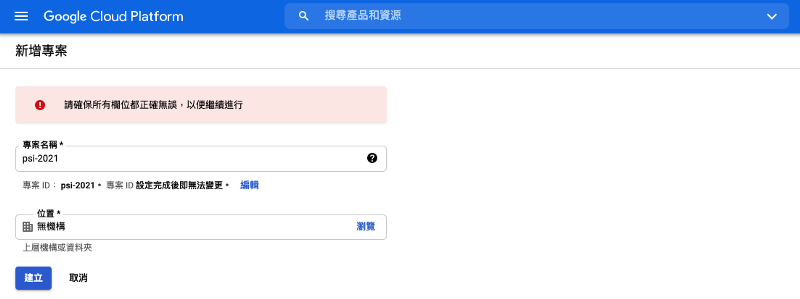 Google Cloud Platform
搜尋產品和資源
新增專案
請確保所有欄位都正確無誤，以便繼續進行
專案名稱 *
psi-2021
專案 ID： psi-2021。 專案 ID 設定完成後即無法變更。 編輯
位置 *
無機構 瀏覽
上層機構或資料夾
建立 取消